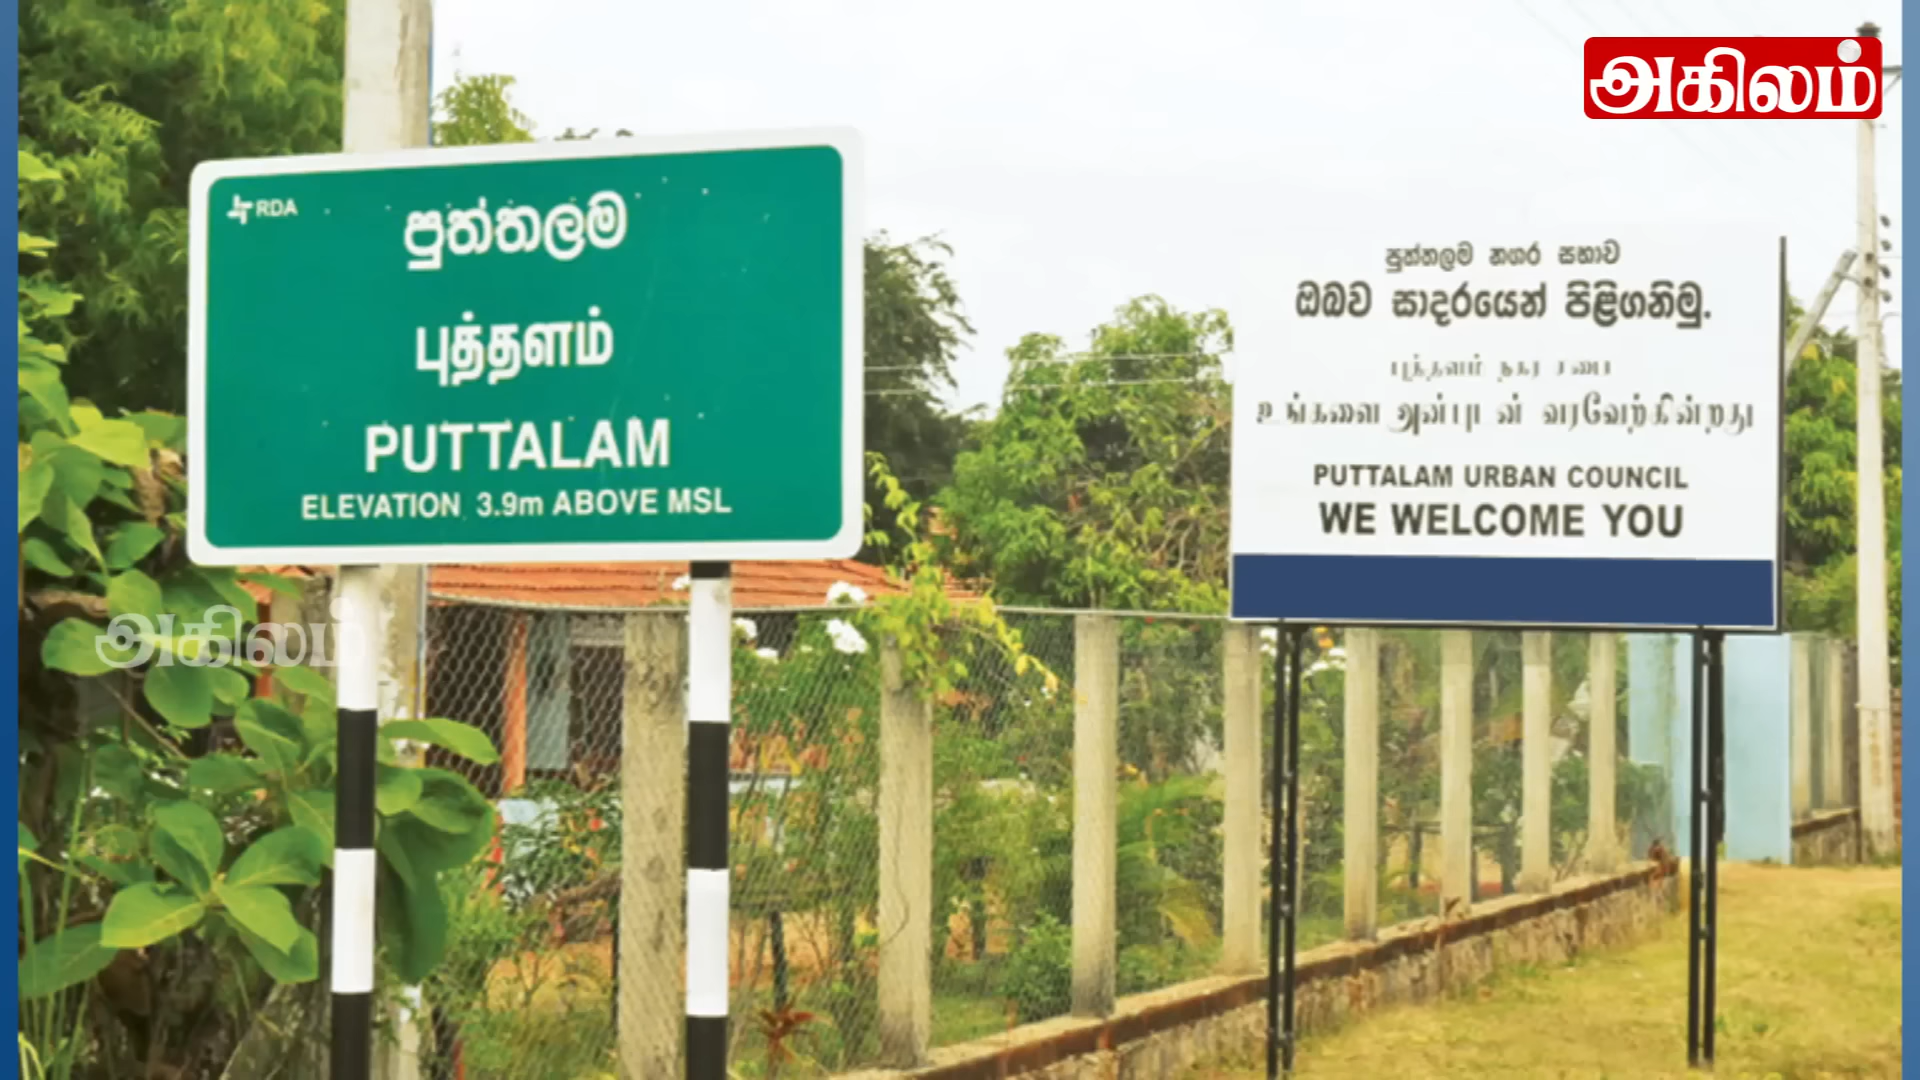 அகிலம்
RDA
පුත්තලම
புத்தளம்
PUTTALAM
ELEVATION 3.9m ABOVE MSL
පුත්තලම නගර සභාව
ඔබව සාදරයෙන් පිළිගනිමු.
புத்தளம் நகர சபை
உங்களை அன்புடன் வரவேற்கின்றது
PUTTALAM URBAN COUNCIL
WE WELCOME YOU
அகிலம்